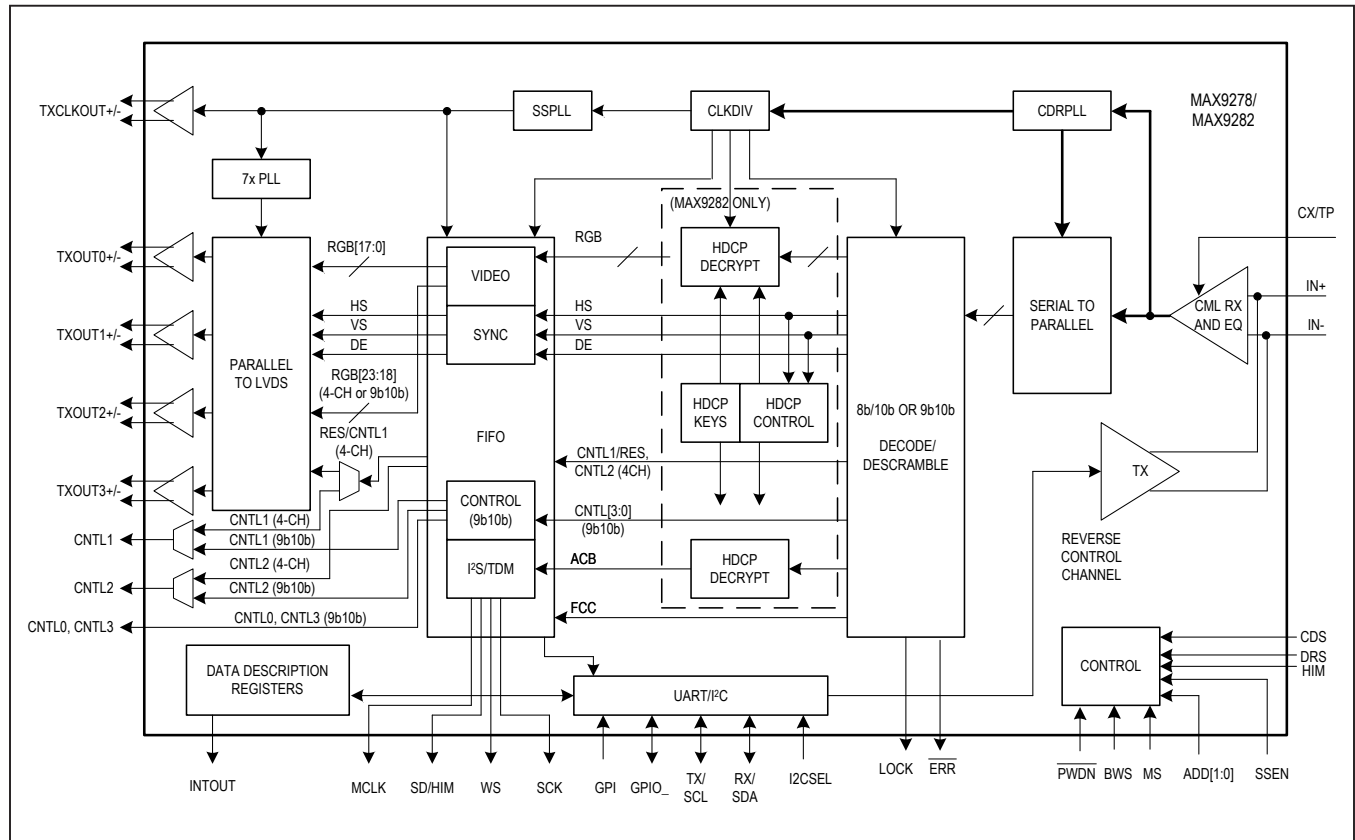 TXCLKOUT+/-
SSPLL
CLKDIV
CDRPLL
MAX9278/
MAX9282
7x PLL
(MAX9282 ONLY)
CX/TP
TXOUT0+/-
RGB[17:0]
VIDEO
RGB
HDCP
DECRYPT
IN+
IN-
CML RX
AND EQ
SERIAL TO
PARALLEL
TXOUT1+/-
HS
VS
DE
SYNC
HS
VS
DE
PARALLEL
TO LVDS
RGB[23:18]
(4-CH or 9b10b)
TXOUT2+/-
RES/CNTL1
(4-CH)
FIFO
HDCP
KEYS
HDCP
CONTROL
8b/10b OR 9b10b
DECODE/
DESCRAMBLE
CNTL1/RES,
CNTL2 (4CH)
TX
TXOUT3+/-
CONTROL
(9b10b)
CNTL[3:0]
(9b10b)
CNTL1
CNTL1 (4-CH)
CNTL1 (9b10b)
REVERSE
CONTROL
CHANNEL
CNTL2 (4-CH)
CNTL2
CNTL2 (9b10b)
I²S/TDM
ACB
HDCP
DECRYPT
CNTL0, CNTL3
CNTL0, CNTL3 (9b10b)
FCC
CONTROL
CDS
DRS
HIM
DATA DESCRIPTION
REGISTERS
UART/I²C
INTOUT
MCLK
SD/HIM
WS
SCK
GPI
GPIO_
TX/
SCL
RX/
SDA
I2CSEL
LOCK
ERR
PWDN
BWS
MS
ADD[1:0]
SSEN